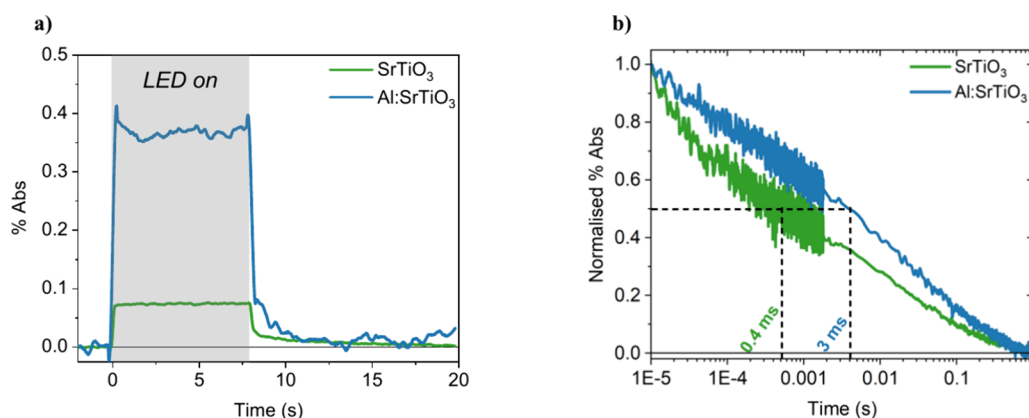 a)
0.5
0.4
0.3
0.2
0.1
0.0
% Abs
LED on
SrTiO3
Al:SrTiO3
0
5
10
15
20
Time (s)
b)
1.0
0.8
0.6
0.4
0.2
0.0
Normalised % Abs
SrTiO3
Al:SrTiO3
0.4 ms
3 ms
1E-5
1E-4
0.001
0.01
0.1
Time (s)